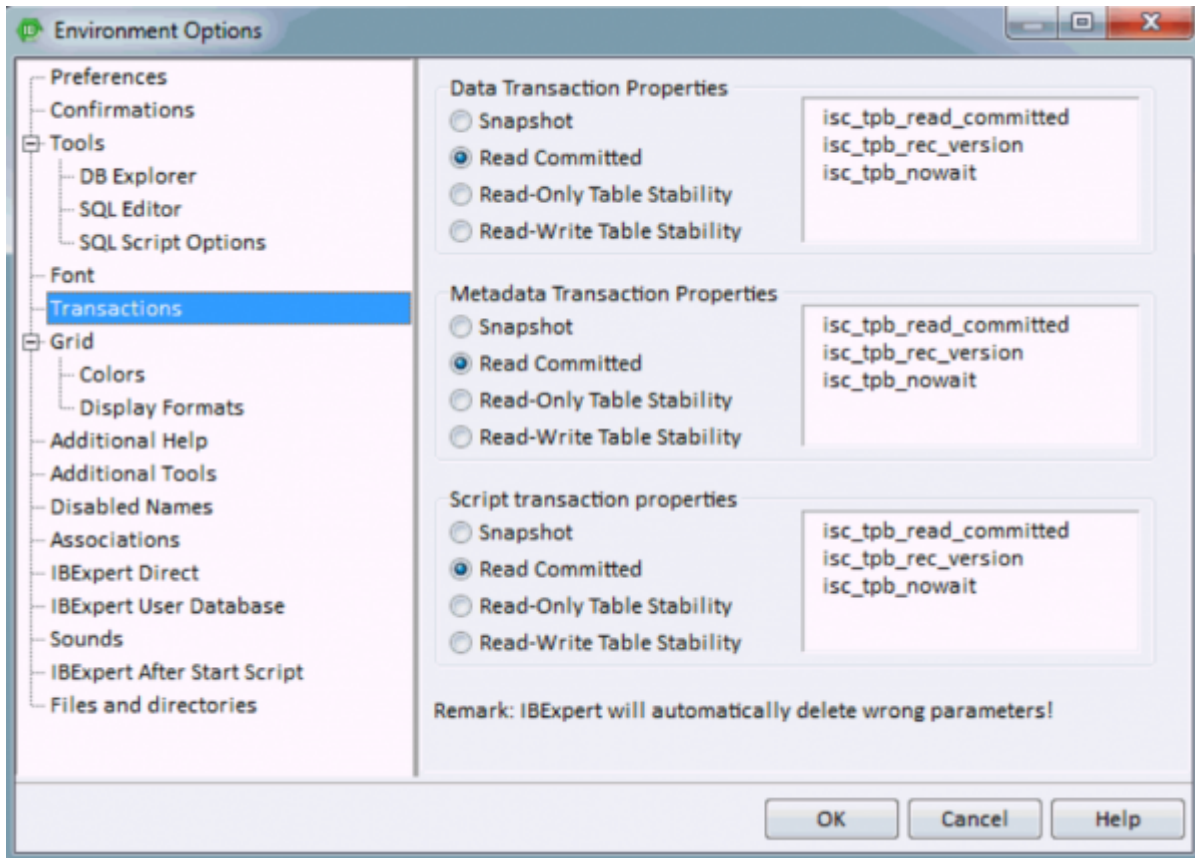 Environment Options
Preferences
Confirmations
Tools
DB Explorer
SQL Editor
SQL Script Options
Font
Transactions
Grid
Colors
Display Formats
Additional Help
Additional Tools
Disabled Names
Associations
IBExpert Direct
IBExpert User Database
Sounds
IBExpert After Start Script
Files and directories
Data Transaction Properties
Snapshot
Read Committed
Read-Only Table Stability
Read-Write Table Stability
isc_tpb_read_committed
isc_tpb_rec_version
isc_tpb_nowait
Metadada Transaction Properties
Snapshot
Read Committed
Read-Only Table Stability
Read-Write Table Stability
isc_tpb_read_committed
isc_tpb_rec_version
isc_tpb_nowait
Script transaction properties
Snapshot
Read Committed
Read-Only Table Stability
Read-Write Table Stability
isc_tpb_read_committed
isc_tpb_rec_version
isc_tpb_nowait
Remark: IBExpert will automatically delete wrong parameters!
OK
Cancel
Help